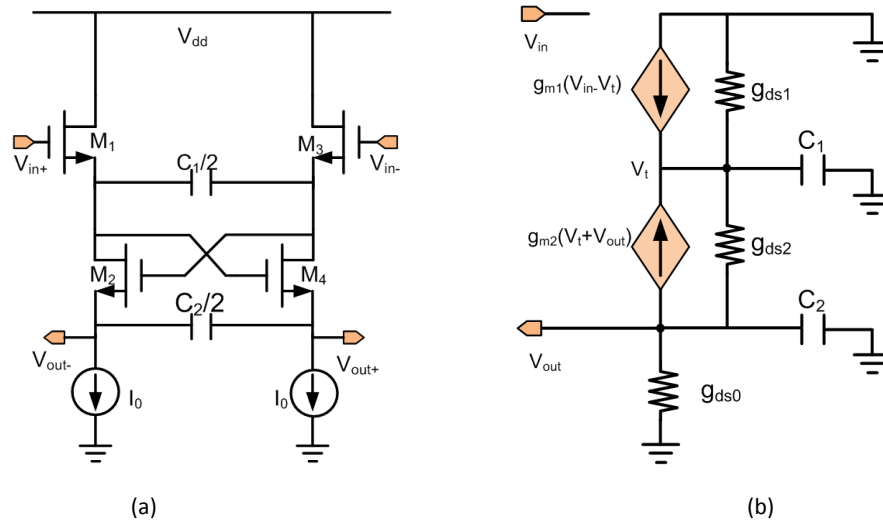 V_dd
V_in+
M_1
M_3
V_in-
C_1/2
M_2
M_4
C_2/2
V_out-
V_out+
I_0
I_0
(a)
V_in
g_m1(V_in-V_t)
g_ds1
V_t
C_1
g_m2(V_t+V_out)
g_ds2
C_2
V_out
g_ds0
(b)